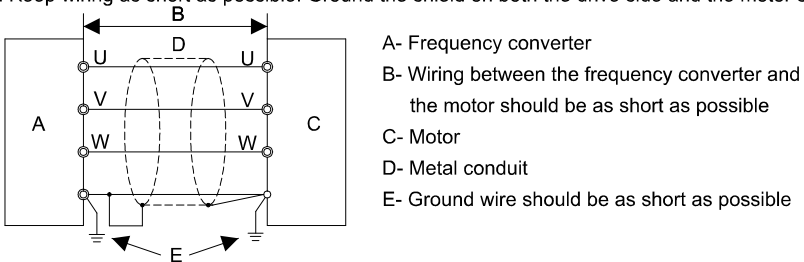 Keep wiring as short as possible. Ground the shield on both the drive side and the motor
B
D
U U
V V
A C
W W
E
A- Frequency converter
B- Wiring between the frequency converter and
the motor should be as short as possible
C- Motor
D- Metal conduit
E- Ground wire should be as short as possible